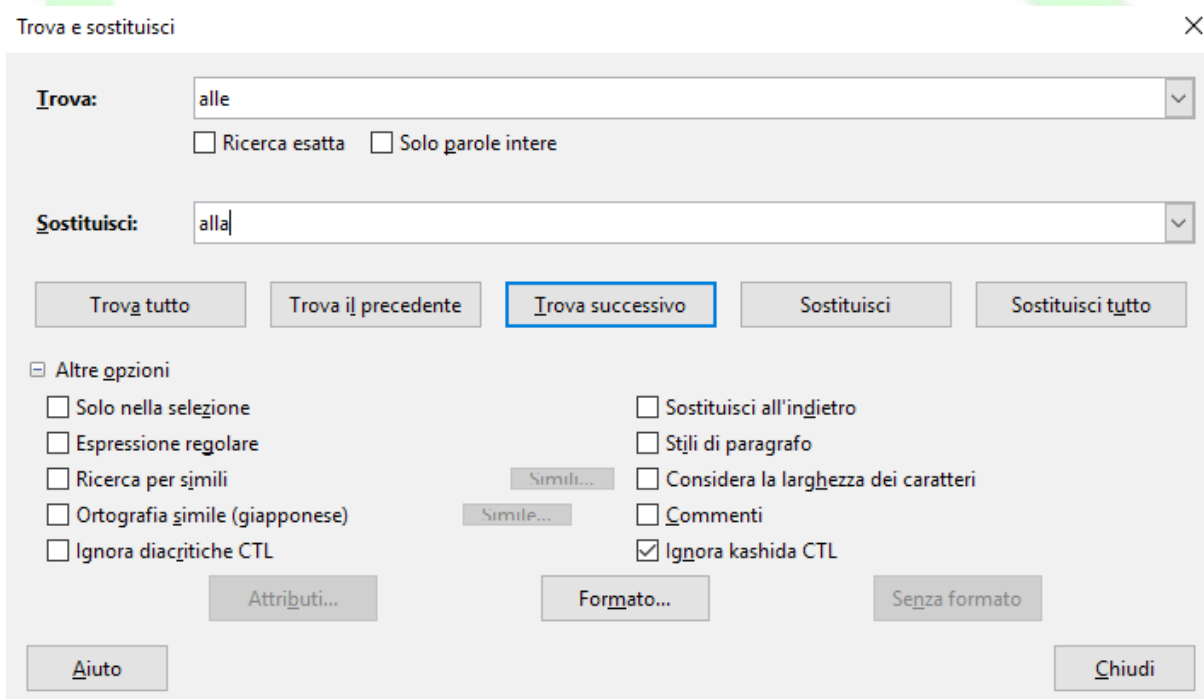 Trova e sostituisci
Trova: alle
Ricerca esatta Solo parole intere
Sostituisci: alla
Trova tutto Trova il precedente Trova successivo Sostituisci Sostituisci tutto
Altre opzioni
Solo nella selezione Sostituisci all'indietro
Espressione regolare Stili di paragrafo
Ricerca per simili Simili... Considera la larghezza dei caratteri
Ortografia simile (giapponese) Simile... Commenti
Ignora diacritiche CTL Ignora kashida CTL
Attributi... Formato... Senza formato
Aiuto Chiudi